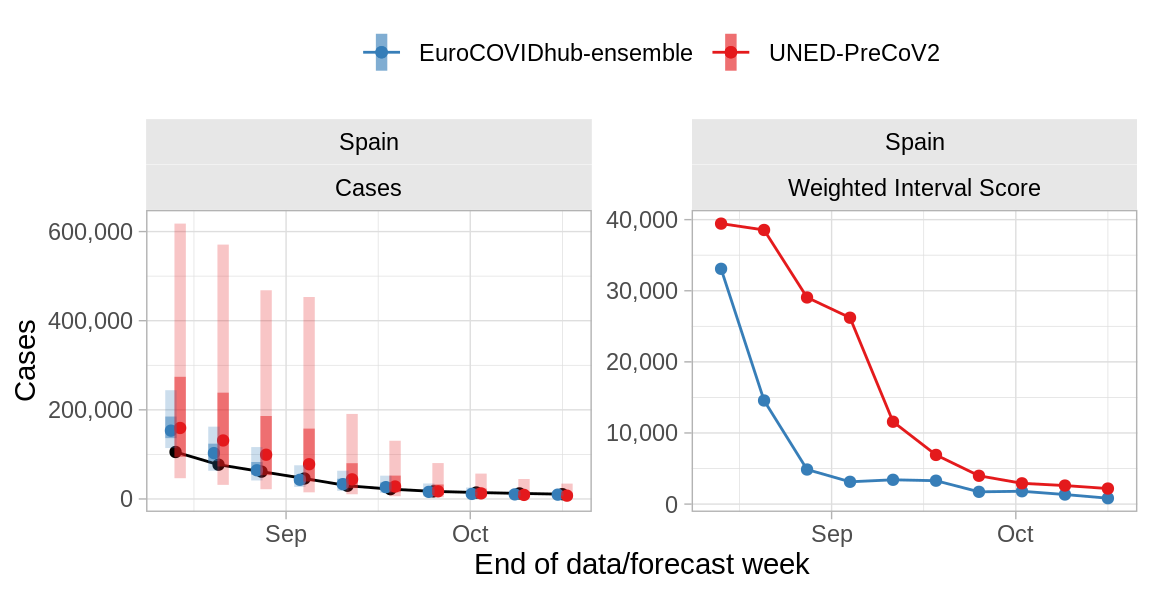 EuroCOVIDhub-ensemble UNED-PreCoV2
Spain
Cases
Spain
Weighted Interval Score
Cases
600,000
400,000
200,000
0
40,000
30,000
20,000
10,000
0
Sep Oct
Sep Oct
End of data/forecast week